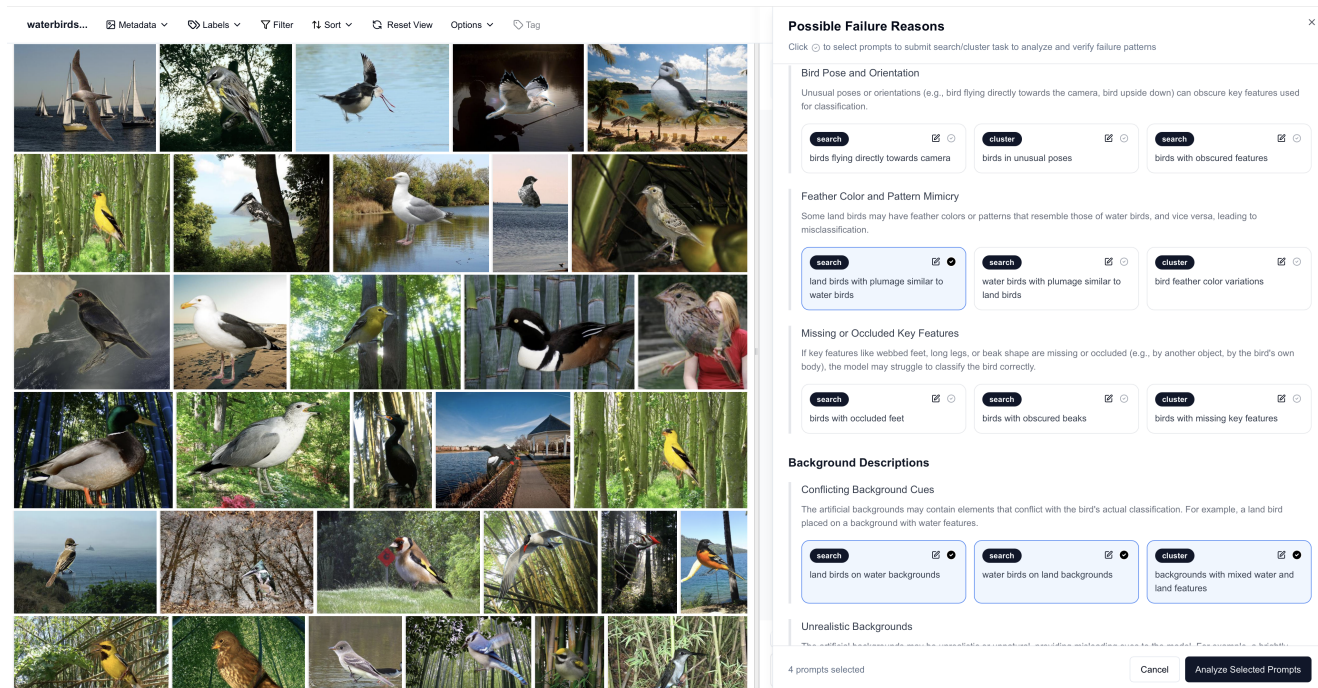 waterbirds... Metadata Labels Filter Sort Reset View Options Tag
Possible Failure Reasons
Click to select prompts to submit search/cluster task to analyze and verify failure patterns
Bird Pose and Orientation
Unusual poses or orientations (e.g., bird flying directly towards the camera, bird upside down) can obscure key features used
for classification.
search
birds flying directly towards camera
cluster
birds in unusual poses
search
birds with obscured features
Feather Color and Pattern Mimicry
Some land birds may have feather colors or patterns that resemble those of water birds, and vice versa, leading to
misclassification.
search
land birds with plumage similar to
water birds
search
water birds with plumage similar to
land birds
cluster
bird feather color variations
Missing or Occluded Key Features
If key features like webbed feet, long legs, or beak shape are missing or occluded (e.g., by another object, by the bird's own
body), the model may struggle to classify the bird correctly.
search
birds with occluded feet
search
birds with obscured beaks
cluster
birds with missing key features
Background Descriptions
Conflicting Background Cues
The artificial backgrounds may contain elements that conflict with the bird's actual classification. For example, a land bird
placed on a background with water features.
search
land birds on water backgrounds
search
water birds on land backgrounds
cluster
backgrounds with mixed water and
land features
Unrealistic Backgrounds
4 prompts selected
Cancel
Analyze Selected Prompts